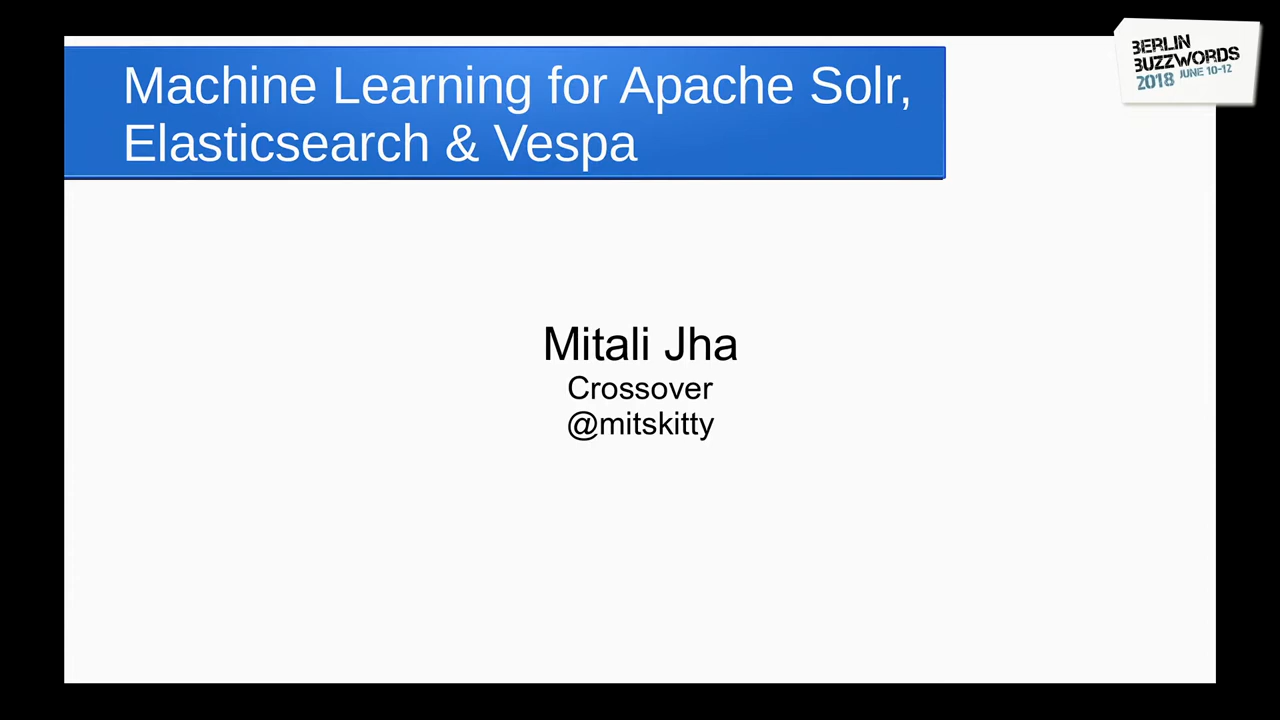 Machine Learning for Apache Solr,
Elasticsearch & Vespa
BERLIN
BUZZWORDS
2018 JUNE 10-12
Mitali Jha
Crossover
@mitskitty